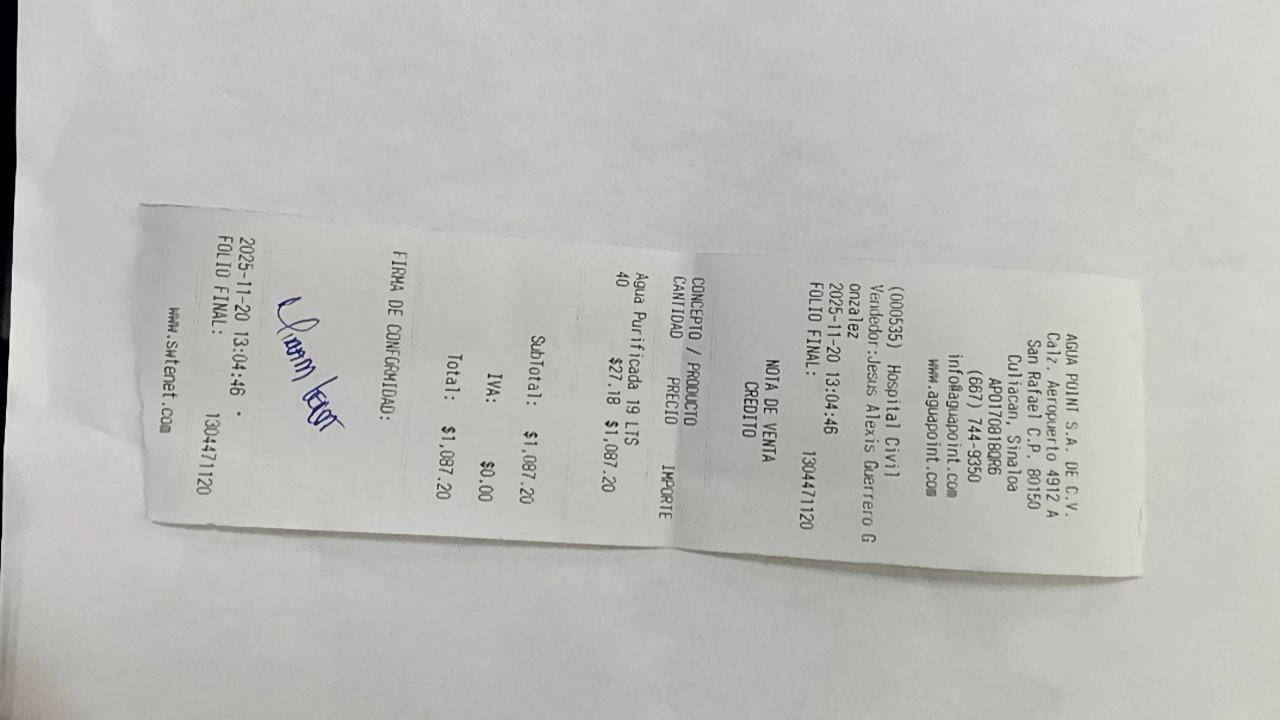 AGUA POINT S.A. DE C.V.
Calz. Aeropuerto 4912 A
San Rafael C.P. 80150
Culiacan, Sinaloa
APO170818QR6
(667) 744-9350
info@aguapoint.com
www.aguapoint.com
(000535) Hospital Civil
Vendedor:Jesus Alexis Guerrero G
onzalez
2025-11-20 13:04:46
FOLIO FINAL: 1304471120
NOTA DE VENTA
CREDITO
CONCEPTO / PRODUCTO
CANTIDAD PRECIO IMPORTE
Agua Purificada 19 LTS
40 $27.18 $1,087.20
SubTotal: $1,087.20
IVA: $0.00
Total: $1,087.20
FIRMA DE CONFORMIDAD:
2025-11-20 13:04:46
FOLIO FINAL: 1304471120
www.swfenet.com